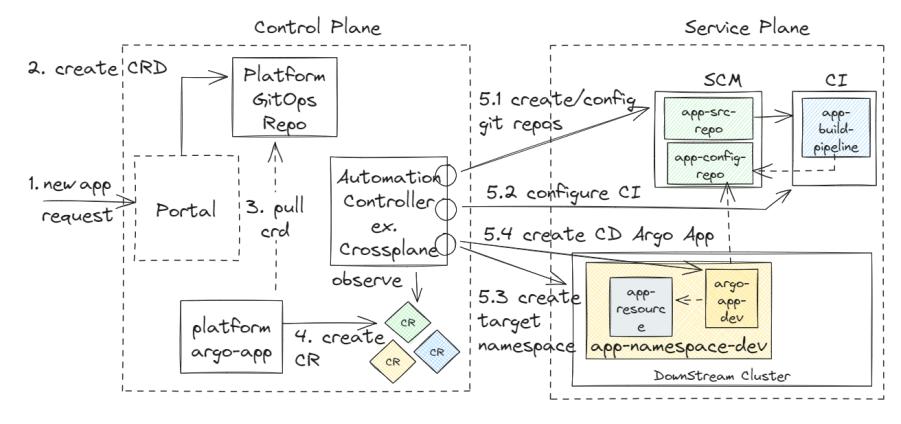 Control Plane
Service Plane
2. create CRD
Platform
GitOps
Repo
1. new app
request
Portal
3. pull
crd
Automation
Controller
ex.
Crossplane
observe
platform
argo-app
4. create
CR
CR
CR
CR
5.1 create/config
git repos
5.2 configure CI
5.4 create CD Argo App
5.3 create
target
namespace
SCM
app-src-
repo
app-config-
repo
CI
app-
build-
pipeline
app-
resourc
e
argo-
app-
dev
app-namespace-dev
DownStream Cluster